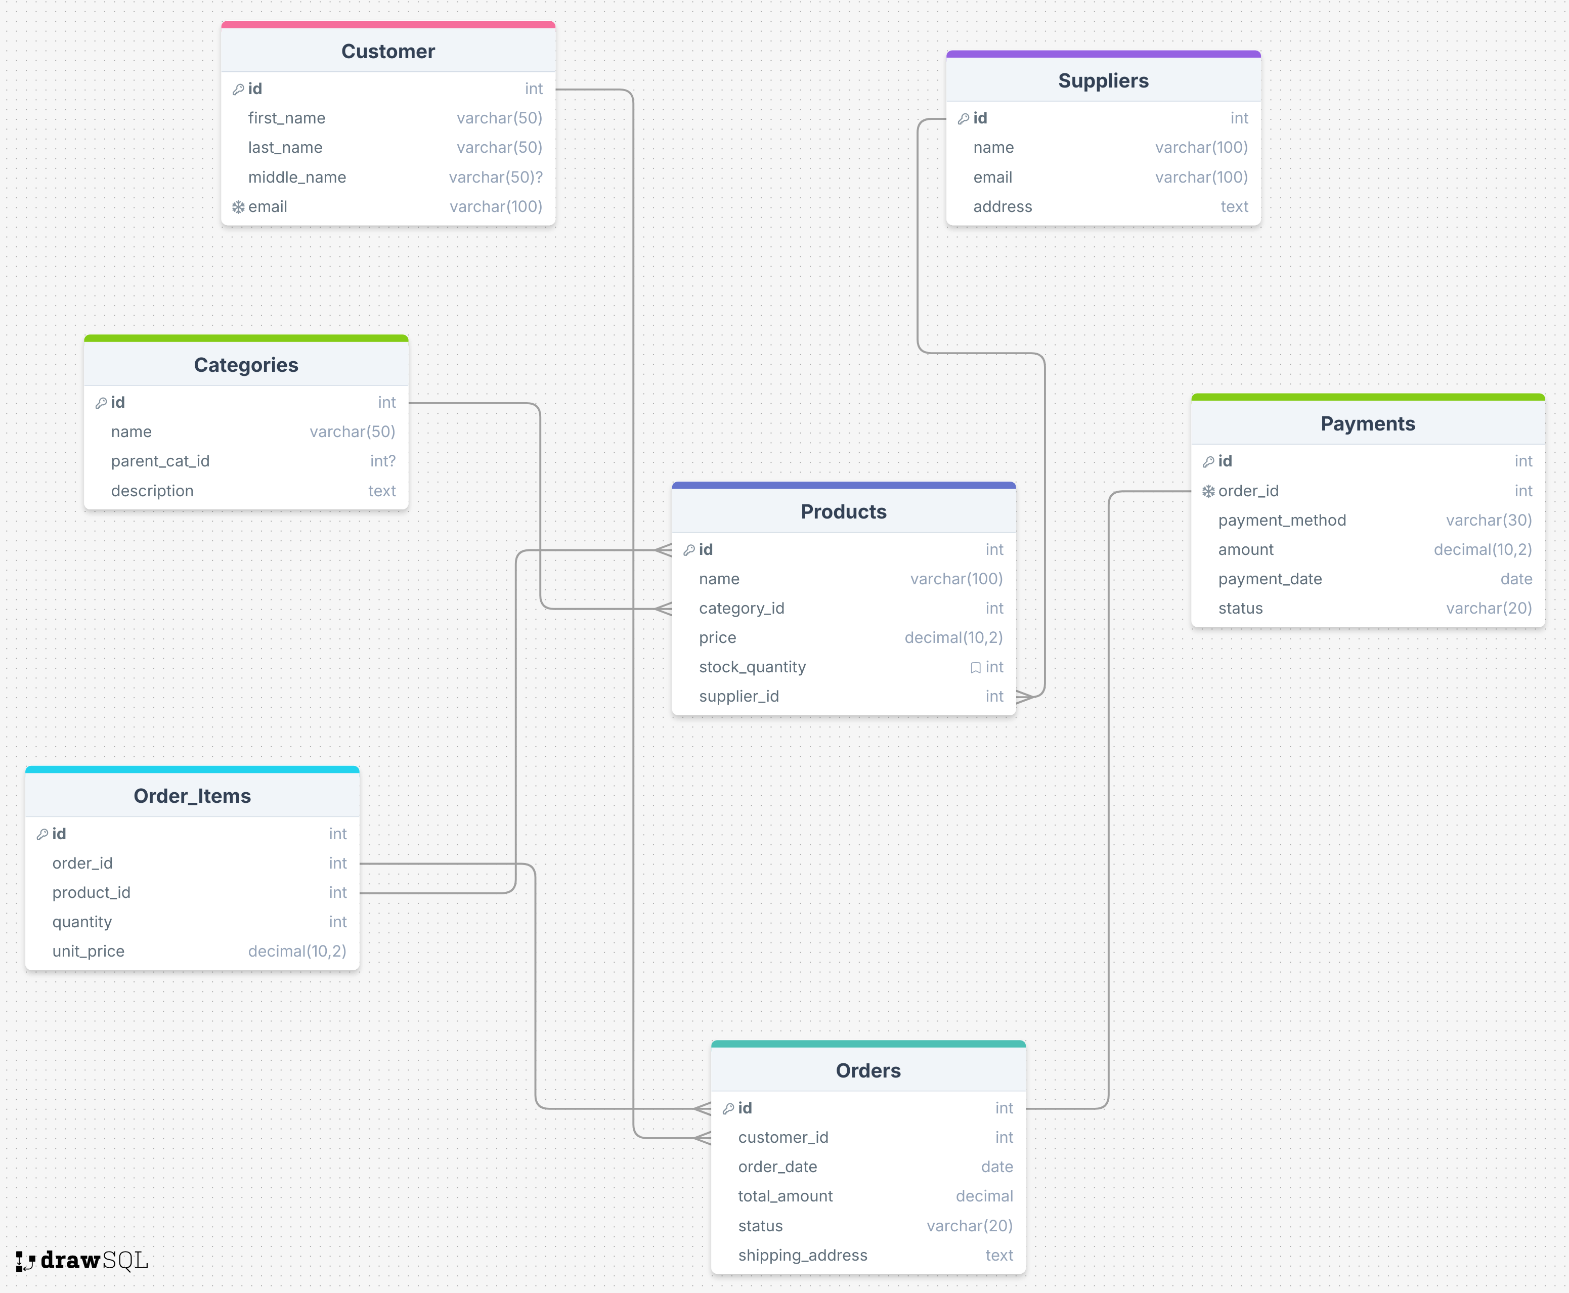 Customer
id int
first_name varchar(50)
last_name varchar(50)
middle_name varchar(50)?
email varchar(100)
Suppliers
id int
name varchar(100)
email varchar(100)
address text
Categories
id int
name varchar(50)
parent_cat_id int?
description text
Payments
id int
order_id int
payment_method varchar(30)
amount decimal(10,2)
payment_date date
status varchar(20)
Products
id int
name varchar(100)
category_id int
price decimal(10,2)
stock_quantity int
supplier_id int
Order_Items
id int
order_id int
product_id int
quantity int
unit_price decimal(10,2)
Orders
id int
customer_id int
order_date date
total_amount decimal
status varchar(20)
shipping_address text
drawSQL